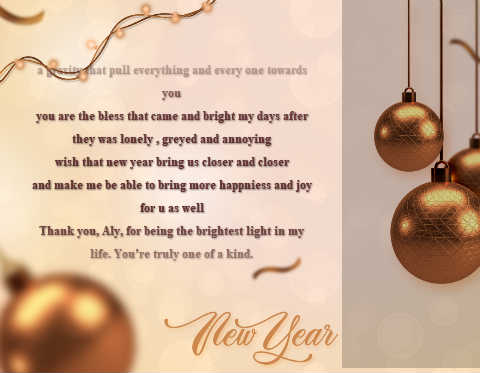 a gravity that pull everything and every one towards
you
you are the bless that came and bright my days after
they was lonely , greyed and annoying
wish that new year bring us closer and closer
and make me be able to bring more happniess and joy
for u as well
Thank you, Aly, for being the brightest light in my
life. You're truly one of a kind.
New Year